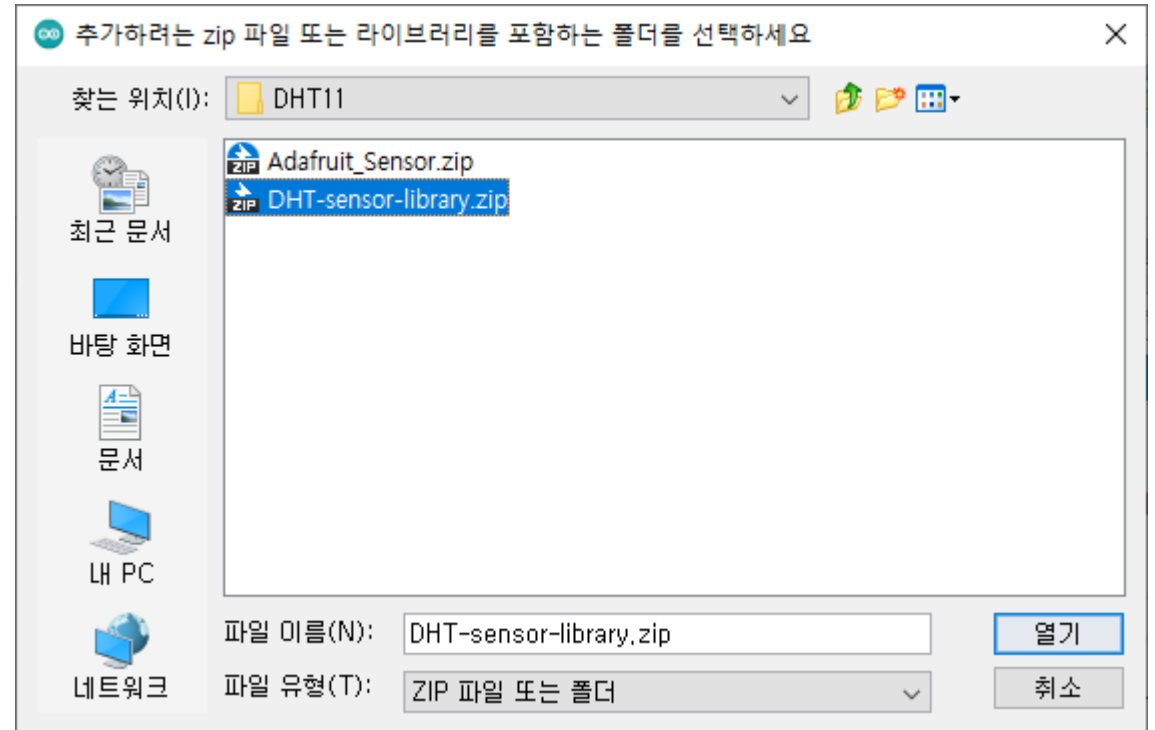 추가하려는 zip 파일 또는 라이브러리를 포함하는 폴더를 선택하세요
찾는 위치(I):
DHT11
ZIP Adafruit_Sensor.zip
ZIP DHT-sensor-library.zip
최근 문서
바탕 화면
문서
내 PC
네트워크
파일 이름(N):
DHT-sensor-library.zip
열기
파일 유형(T):
ZIP 파일 또는 폴더
취소